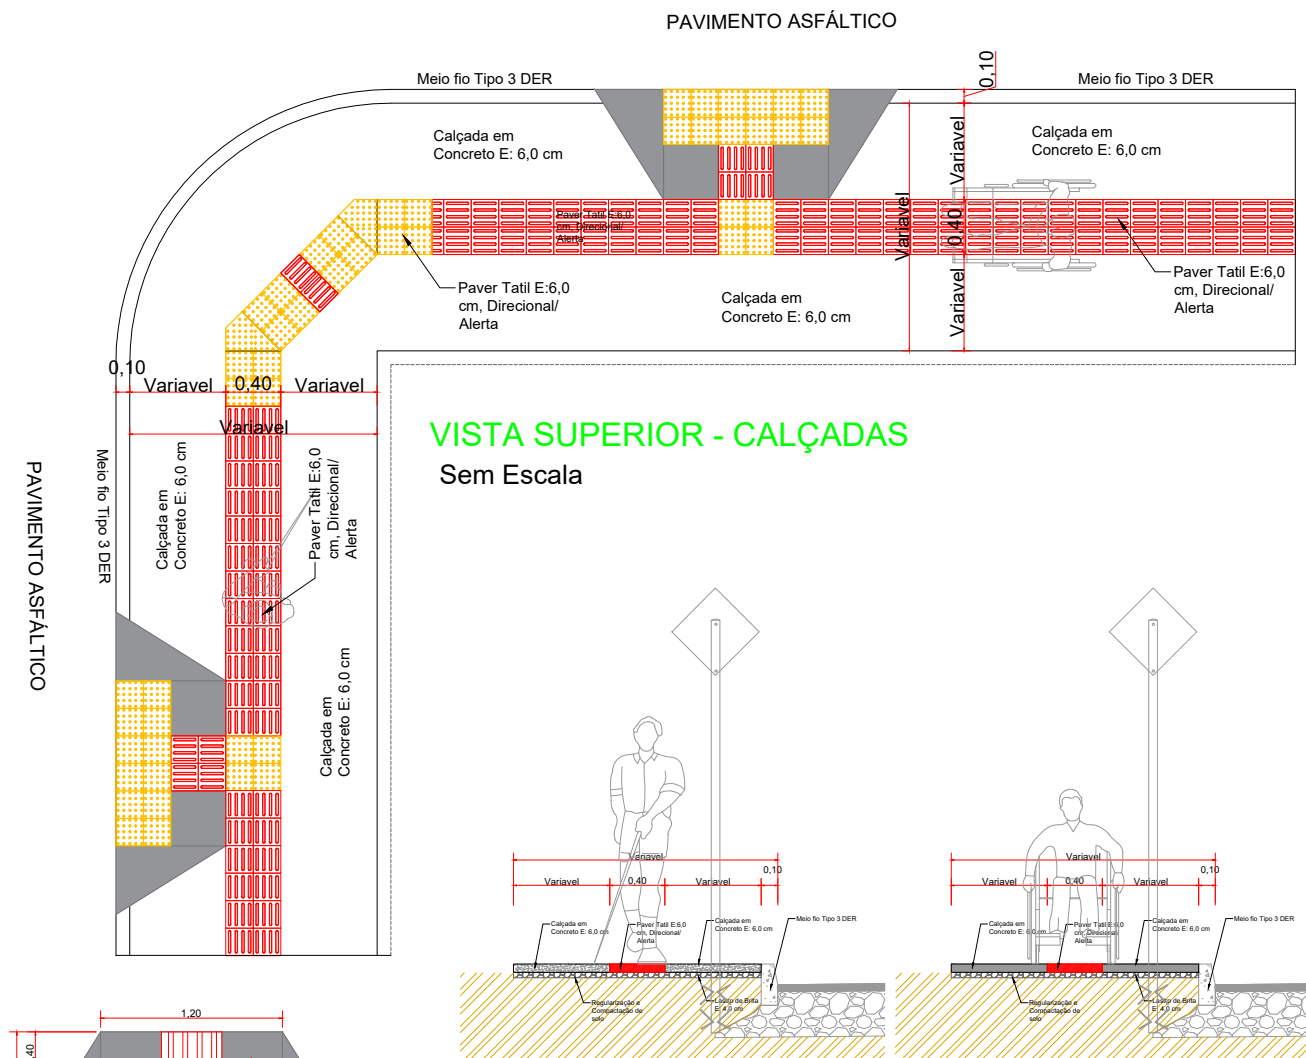 PAVIMENTO ASFÁLTICO
Meio fio Tipo 3 DER
0,10
Meio fio Tipo 3 DER
Calçada em
Concreto E: 6,0 cm
Calçada em
Concreto E: 6,0 cm
Variavel
Variavel
0,40
Variavel
Paver Tatil E:6,0
cm, Direcional/
Alerta
Paver Tatil E:6,0
cm, Direcional/
Alerta
Calçada em
Concreto E: 6,0 cm
Paver Tatil E:6,0
cm, Direcional/
Alerta
0,10
Variavel
0,40
Variavel
Variavel
VISTA SUPERIOR - CALÇADAS
Sem Escala
PAVIMENTO ASFÁLTICO
Meio fio Tipo 3 DER
Calçada em
Concreto E: 6,0 cm
Paver Tatil E:6,0
cm, Direcional/
Alerta
Calçada em
Concreto E: 6,0 cm
Variavel
0,10
Variavel
0,40
Variavel
Calçada em
Concreto E: 6,0 cm
Paver Tatil E:6,0
cm, Direcional/
Alerta
Calçada em
Concreto E: 6,0 cm
Meio fio Tipo 3 DER
Regularização e
Compactação de
solo
Lastro de Brita
E: 4,0 cm
Variavel
0,10
Variavel
0,40
Variavel
Calçada em
Concreto E: 6,0 cm
Paver Tatil E:6,0
cm, Direcional/
Alerta
Calçada em
Concreto E: 6,0 cm
Meio fio Tipo 3 DER
Regularização e
Compactação de
solo
Lastro de Brita
E: 4,0 cm
1,20